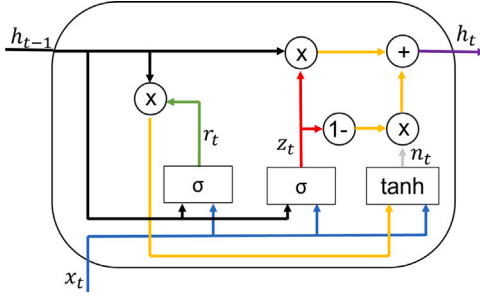 h_{t-1}
x
+
h_t
x
r_t
z_t
1-
x
n_t
σ
σ
tanh
x_t